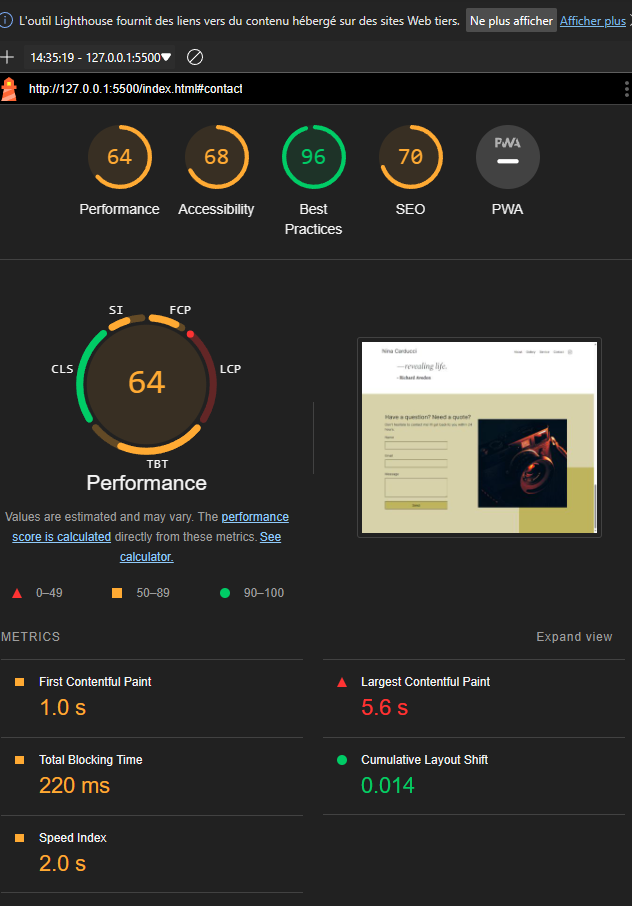 L'outil Lighthouse fournit des liens vers du contenu hébergé sur des sites Web tiers. Ne plus afficher Afficher plus
14:35:19 - 127.0.0.1:5500▼
http://127.0.0.1:5500/index.html#contact
64 68 96 70 PWA
Performance Accessibility Best Practices SEO PWA
SI FCP
CLS 64 LCP
TBT
Performance
Values are estimated and may vary. The performance
score is calculated directly from these metrics. See
calculator.
0–49 50–89 90–100
Nina Carducci
Home Gallery Services Contact
—revealing life.
–Richard Avedon
Have a question? Need a quote?
Name
Email
Message
METRICS Expand view
First Contentful Paint Largest Contentful Paint
1.0 s 5.6 s
Total Blocking Time Cumulative Layout Shift
220 ms 0.014
Speed Index
2.0 s